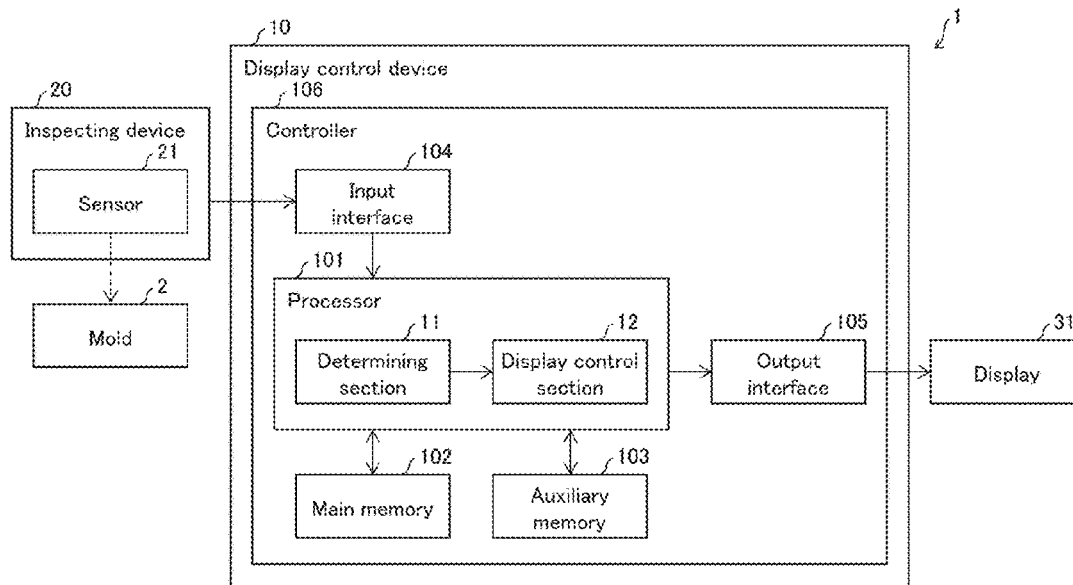 1
10
Display control device
20
106
Inspecting device
Controller
21
104
Sensor
Input
interface
101
2
Processor
Mold
11
12
105
31
Determining
section
Display control
section
Output
interface
Display
102
103
Main memory
Auxiliary
memory